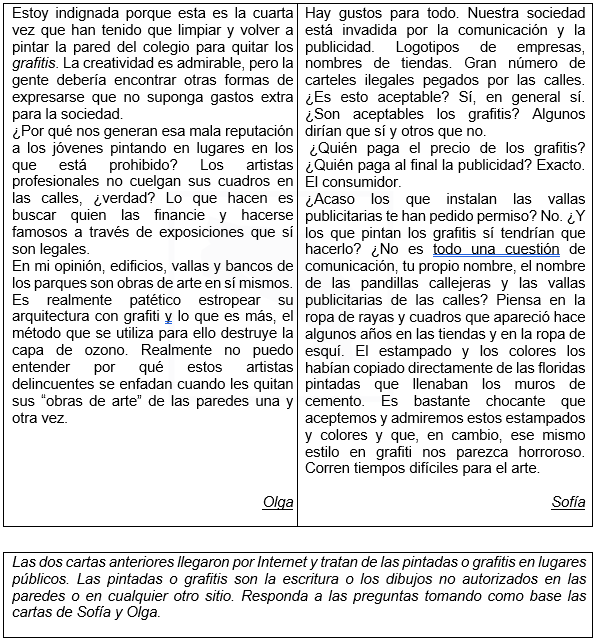 Estoy indignada porque esta es la cuarta
vez que han tenido que limpiar y volver a
pintar la pared del colegio para quitar los
grafitis. La creatividad es admirable, pero la
gente debería encontrar otras formas de
expresarse que no suponga gastos extra
para la sociedad.
¿Por qué nos generan esa mala reputación
a los jóvenes pintando en lugares en los
que está prohibido? Los artistas
profesionales no cuelgan sus cuadros en
las calles, ¿verdad? Lo que hacen es
buscar quien las financie y hacerse
famosos a través de exposiciones que sí
son legales.
En mi opinión, edificios, vallas y bancos de
los parques son obras de arte en sí mismos.
Es realmente patético estropear su
arquitectura con grafiti y lo que es más, el
método que se utiliza para ello destruye la
capa de ozono. Realmente no puedo
entender por qué estos artistas
delincuentes se enfadan cuando les quitan
sus “obras de arte” de las paredes una y
otra vez.
Olga
Hay gustos para todo. Nuestra sociedad
está invadida por la comunicación y la
publicidad. Logotipos de empresas,
nombres de tiendas. Gran número de
carteles ilegales pegados por las calles.
¿Es esto aceptable? Sí, en general sí.
¿Son aceptables los grafitis? Algunos
dirían que sí y otros que no.
¿Quién paga el precio de los grafitis?
¿Quién paga al final la publicidad? Exacto.
El consumidor.
¿Acaso los que instalan las vallas
publicitarias te han pedido permiso? No. ¿Y
los que pintan los grafitis sí tendrían que
hacerlo? ¿No es todo una cuestión de
comunicación, tu propio nombre, el nombre
de las pandillas callejeras y las vallas
publicitarias de las calles? Piensa en la
ropa de rayas y cuadros que apareció hace
algunos años en las tiendas y en la ropa de
esquí. El estampado y los colores los
habían copiado directamente de las floridas
pintadas que llenaban los muros de
cemento. Es bastante chocante que
aceptemos y admiremos estos estampados
y colores y que, en cambio, ese mismo
estilo en grafiti nos parezca horroroso.
Corren tiempos difíciles para el arte.
Sofía
Las dos cartas anteriores llegaron por Internet y tratan de las pintadas o grafitis en lugares
públicos. Las pintadas o grafitis son la escritura o los dibujos no autorizados en las
paredes o en cualquier otro sitio. Responda a las preguntas tomando como base las
cartas de Sofía y Olga.